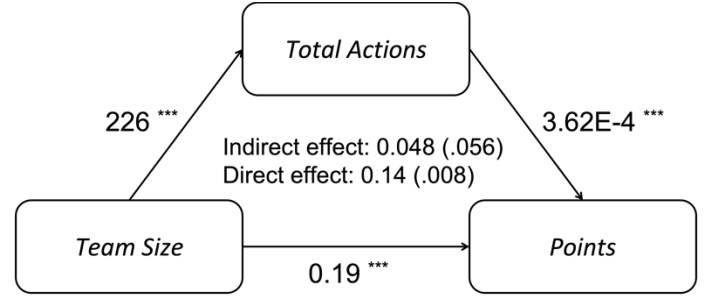 Total Actions
226 ***
3.62E-4 ***
Indirect effect: 0.048 (.056)
Direct effect: 0.14 (.008)
Team Size
Points
0.19 ***